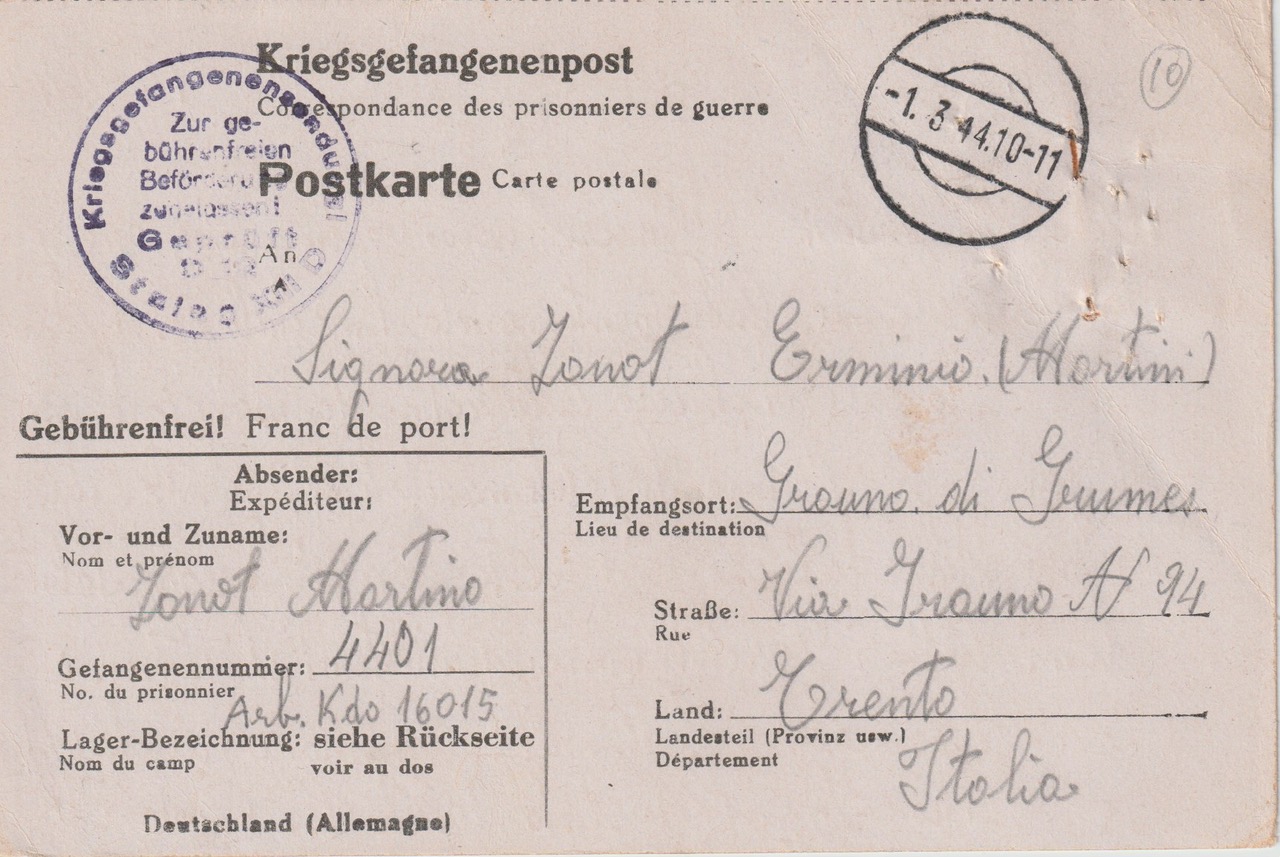 Kriegsgefangenenpost
Correspondance des prisonniers de guerre
Postkarte Carte postale
Kriegsgefangenensendung
Zur ge-
bührenfreien
Beförderung
zugelassen!
Geprüft
Stalag D
-1. 3 44.10-11
10
An
Signora Zanot Erminio. (Martini)
Gebührenfrei! Franc de port!
Absender:
Expéditeur:
Vor- und Zuname:
Nom et prénom
Zanot Martino
Gefangenennummer: 4401
No. du prisonnier
Arb. Kdo 16015
Lager-Bezeichnung: siehe Rückseite
Nom du camp voir au dos
Deutschland (Allemagne)
Empfangsort: Grauno. di Grumes
Lieu de destination
Straße: Via Grauno N 94
Rue
Land: Trento
Landesteil (Provinz usw.)
Département
Italia